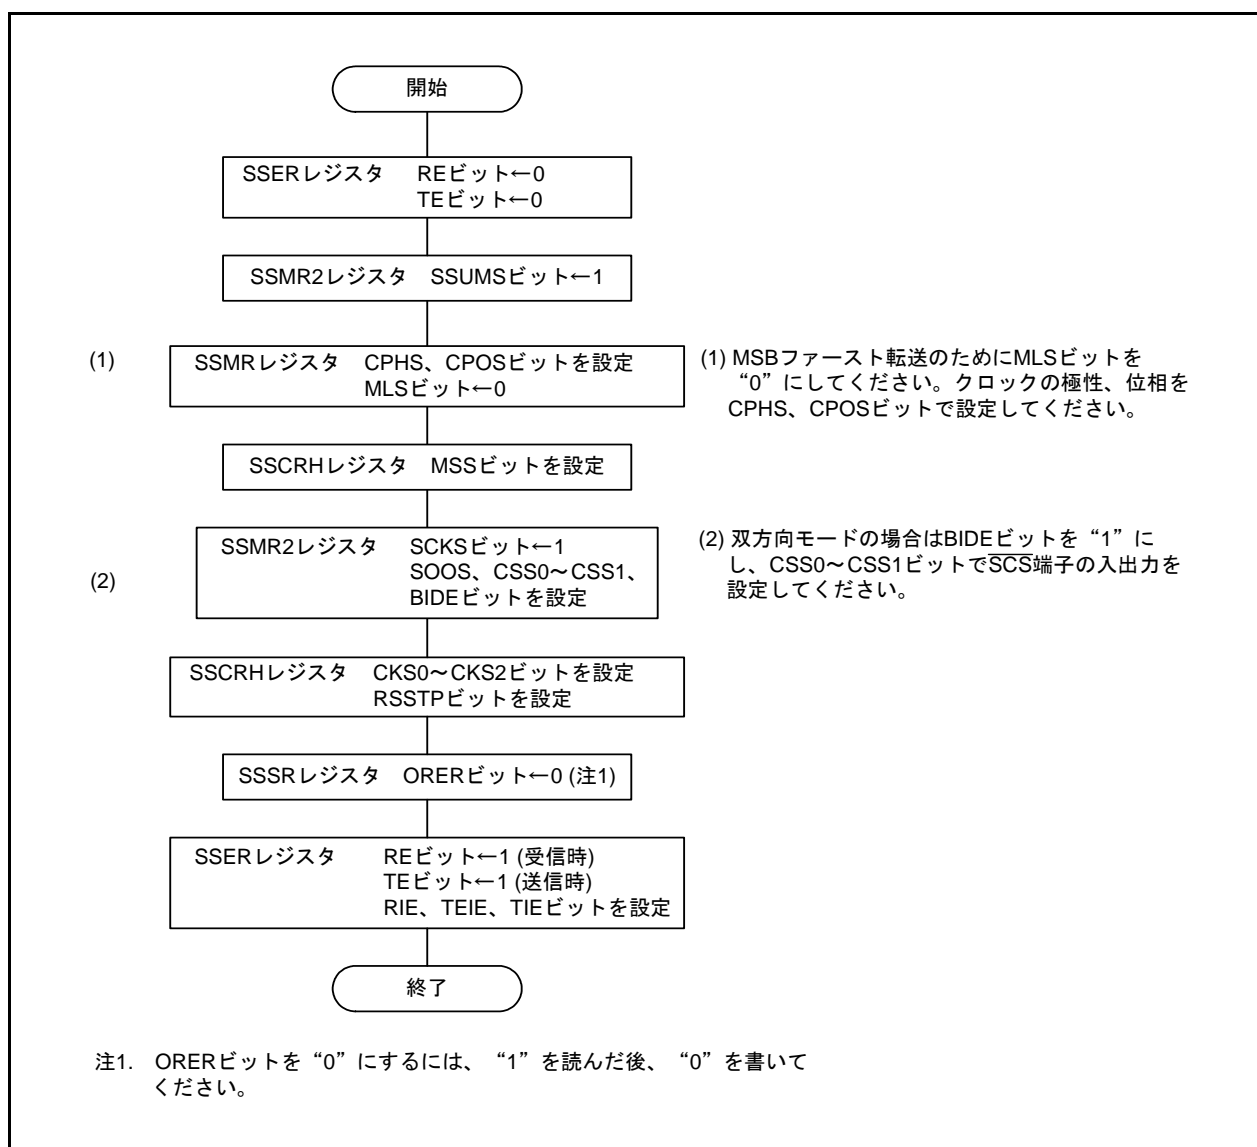 開始
SSERレジスタ REビット←0
TEビット←0
SSMR2レジスタ SSUMSビット←1
(1)
SSMRレジスタ CPHS、CPOSビットを設定
MLSビット←0
(1) MSBファースト転送のためにMLSビットを
“0”にしてください。クロックの極性、位相を
CPHS、CPOSビットで設定してください。
SSCRHレジスタ MSSビットを設定
(2)
SSMR2レジスタ SCKSビット←1
SOOS、CSS0～CSS1、
BIDEビットを設定
(2) 双方向モードの場合はBIDEビットを“1”に
し、CSS0～CSS1ビットでSCS端子の入出力を
設定してください。
SSCRHレジスタ CKS0～CKS2ビットを設定
RSSTPビットを設定
SSSRレジスタ ORERビット←0 (注1)
SSERレジスタ REビット←1 (受信時)
TEビット←1 (送信時)
RIE、TEIE、TIEビットを設定
終了
注1. ORERビットを“0”にするには、“1”を読んだ後、“0”を書いて
ください。